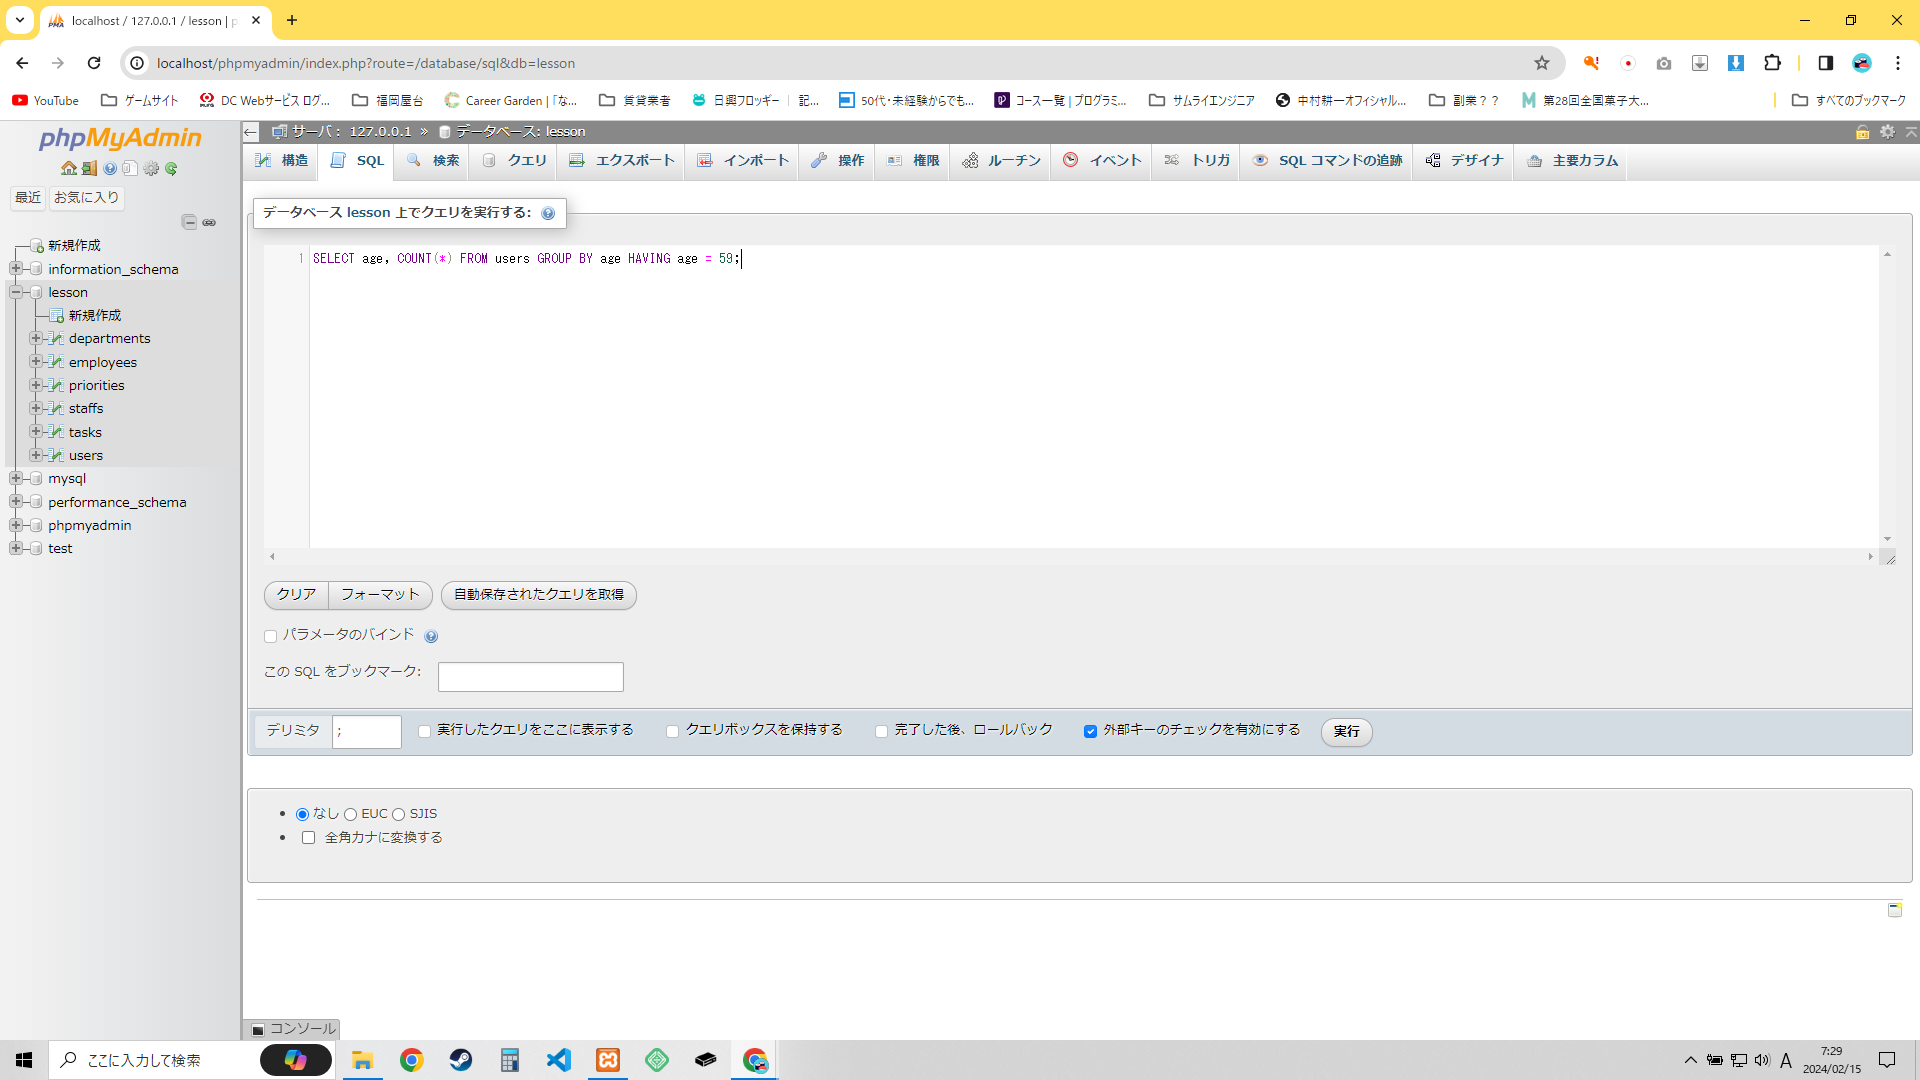 localhost / 127.0.0.1 / lesson | p
localhost/phpmyadmin/index.php?route=/database/sql&db=lesson
YouTube ゲームサイト DC Webサービス ログ... 福岡屋台 Career Garden | 「な... 賃貸業者 日興フロッギー | 記... 50代・未経験からでも... コース一覧 | プログラミ... サムライエンジニア 中村耕一オフィシャル... 副業？？ 第28回全国菓子大... すべてのブックマーク
phpMyAdmin
最近 お気に入り
新規作成
information_schema
lesson
新規作成
departments
employees
priorities
staffs
tasks
users
mysql
performance_schema
phpmyadmin
test
サーバ： 127.0.0.1 » データベース: lesson
構造 SQL 検索 クエリ エクスポート インポート 操作 権限 ルーチン イベント トリガ SQL コマンドの追跡 デザイナ 主要カラム
データベース lesson 上でクエリを実行する:
1 SELECT age, COUNT(*) FROM users GROUP BY age HAVING age = 59;
クリア フォーマット 自動保存されたクエリを取得
パラメータのバインド
この SQL をブックマーク:
デリミタ ; 実行したクエリをここに表示する クエリボックスを保持する 完了した後、ロールバック 外部キーのチェックを有効にする 実行
なし EUC SJIS
全角カナに変換する
コンソール
ここに入力して検索
A 7:29
2024/02/15